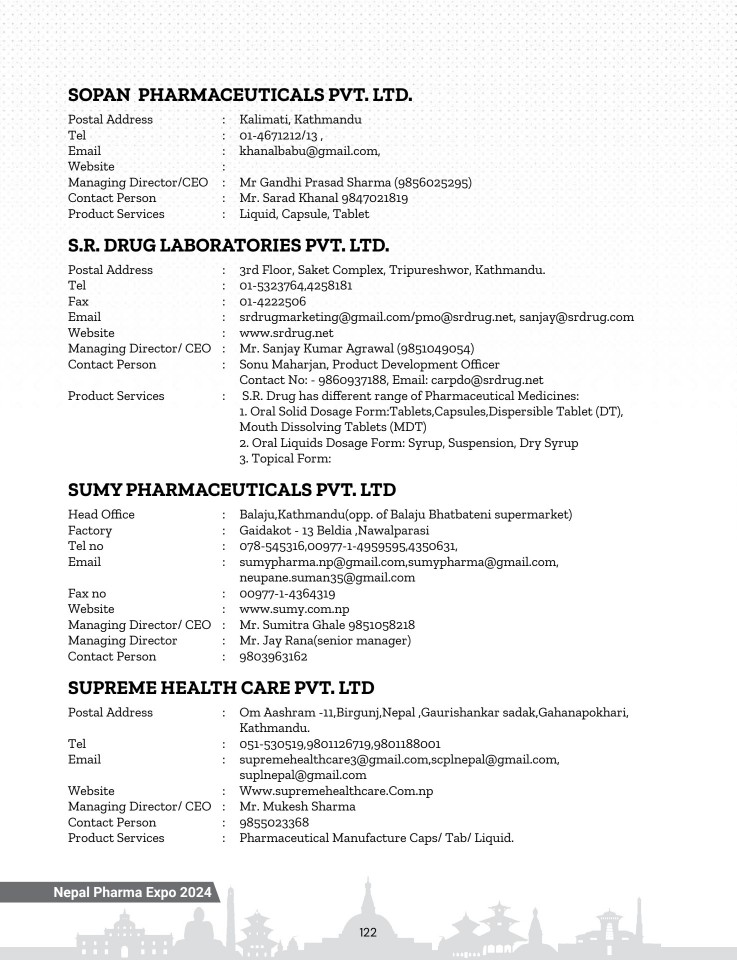 SOPAN PHARMACEUTICALS PVT. LTD.
Postal Address : Kalimati, Kathmandu
Tel : 01-4671212/13 ,
Email : khanalbabu@gmail.com,
Website :
Managing Director/CEO : Mr Gandhi Prasad Sharma (9856025295)
Contact Person : Mr. Sarad Khanal 9847021819
Product Services : Liquid, Capsule, Tablet
S.R. DRUG LABORATORIES PVT. LTD.
Postal Address : 3rd Floor, Saket Complex, Tripureshwor, Kathmandu.
Tel : 01-5323764,4258181
Fax : 01-4222506
Email : srdrugmarketing@gmail.com/pmo@srdrug.net, sanjay@srdrug.com
Website : www.srdrug.net
Managing Director/ CEO : Mr. Sanjay Kumar Agrawal (9851049054)
Contact Person : Sonu Maharjan, Product Development Officer
Contact No: - 9860937188, Email: carpdo@srdrug.net
Product Services : S.R. Drug has different range of Pharmaceutical Medicines:
1. Oral Solid Dosage Form:Tablets,Capsules,Dispersible Tablet (DT),
Mouth Dissolving Tablets (MDT)
2. Oral Liquids Dosage Form: Syrup, Suspension, Dry Syrup
3. Topical Form:
SUMY PHARMACEUTICALS PVT. LTD
Head Office : Balaju,Kathmandu(opp. of Balaju Bhatbateni supermarket)
Factory : Gaidakot - 13 Beldia ,Nawalparasi
Tel no : 078-545316,00977-1-4959595,4350631,
Email : sumypharma.np@gmail.com,sumypharma@gmail.com,
neupane.suman35@gmail.com
Fax no : 00977-1-4364319
Website : www.sumy.com.np
Managing Director/ CEO : Mr. Sumitra Ghale 9851058218
Managing Director : Mr. Jay Rana(senior manager)
Contact Person : 9803963162
SUPREME HEALTH CARE PVT. LTD
Postal Address : Om Aashram -11,Birgunj,Nepal ,Gaurishankar sadak,Gahanapokhari,
Kathmandu.
Tel : 051-530519,9801126719,9801188001
Email : supremehealthcare3@gmail.com,scplnepal@gmail.com,
suplnepal@gmail.com
Website : Www.supremehealthcare.Com.np
Managing Director/ CEO : Mr. Mukesh Sharma
Contact Person : 9855023368
Product Services : Pharmaceutical Manufacture Caps/ Tab/ Liquid.
Nepal Pharma Expo 2024
122